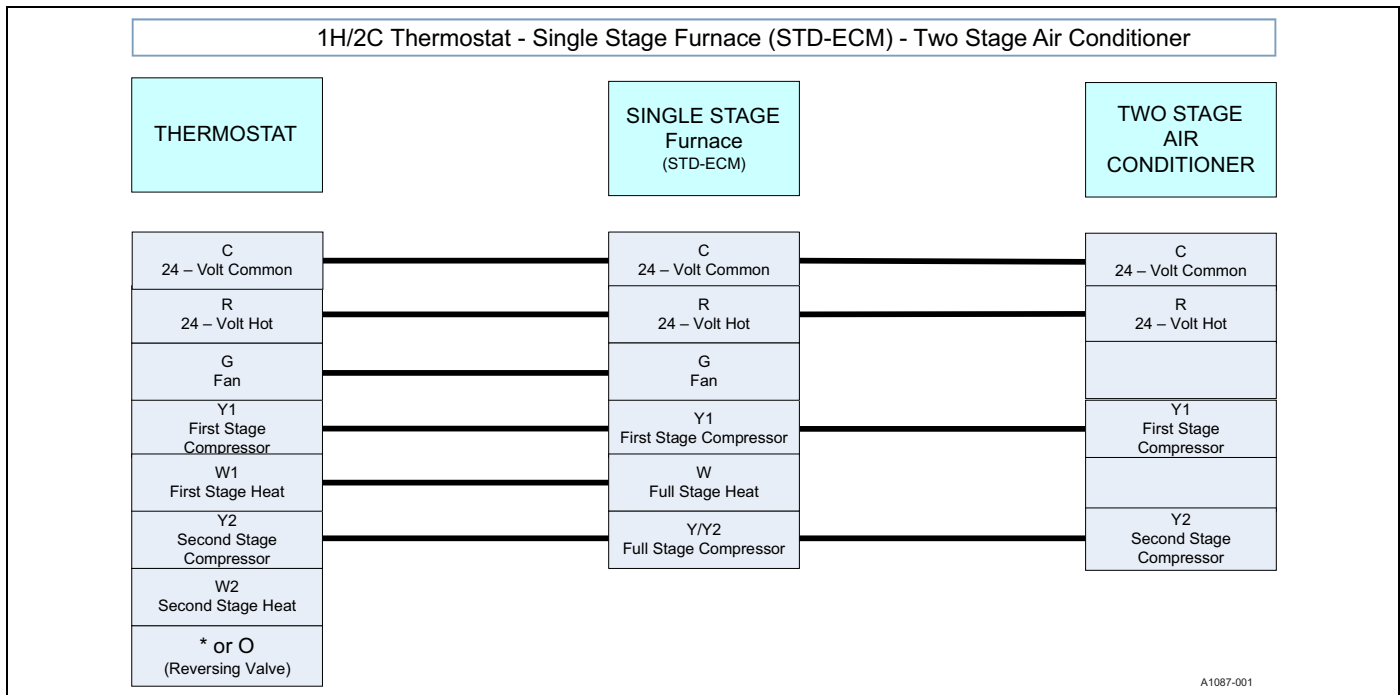 1H/2C Thermostat - Single Stage Furnace (STD-ECM) - Two Stage Air Conditioner
THERMOSTAT
SINGLE STAGE
Furnace
(STD-ECM)
TWO STAGE
AIR
CONDITIONER
C
24 – Volt Common
C
24 – Volt Common
C
24 – Volt Common
R
24 – Volt Hot
R
24 – Volt Hot
R
24 – Volt Hot
G
Fan
G
Fan
Y1
First Stage
Compressor
Y1
First Stage Compressor
Y1
First Stage
Compressor
W1
First Stage Heat
W
Full Stage Heat
Y2
Second Stage
Compressor
Y/Y2
Full Stage Compressor
Y2
Second Stage
Compressor
W2
Second Stage Heat
* or O
(Reversing Valve)
A1087-001